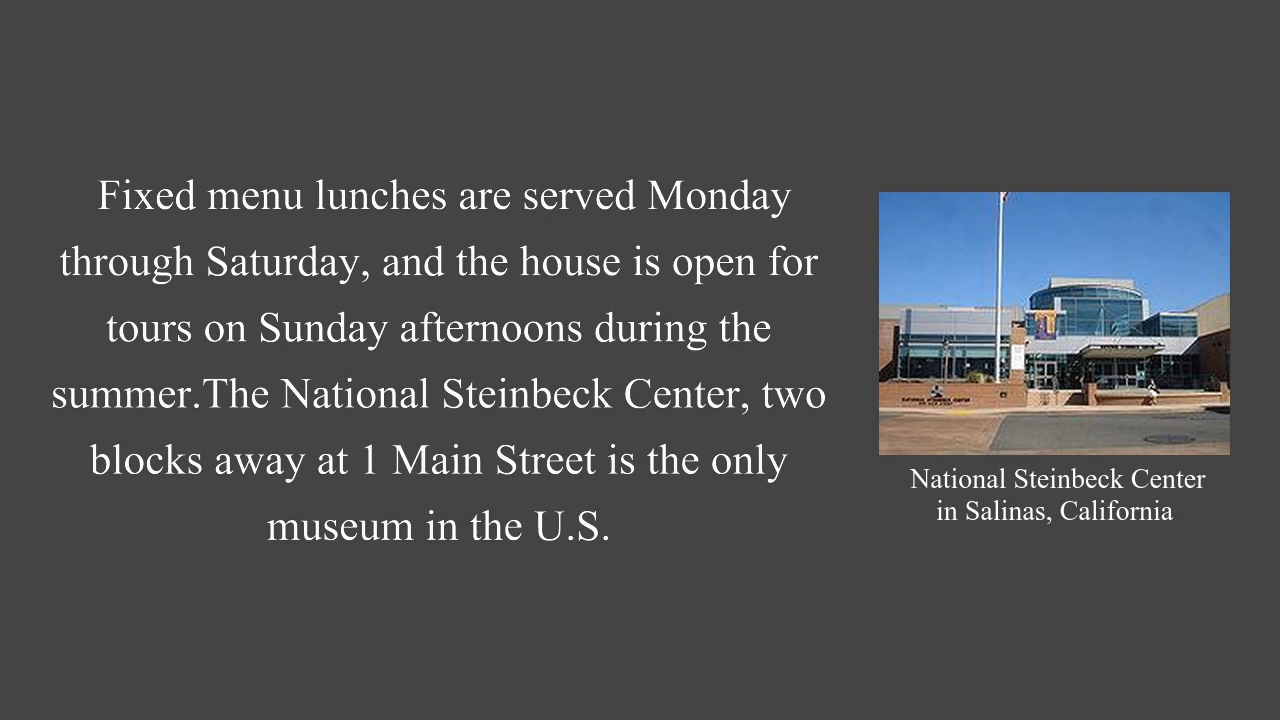 Fixed menu lunches are served Monday
through Saturday, and the house is open for
tours on Sunday afternoons during the
summer.The National Steinbeck Center, two
blocks away at 1 Main Street is the only
museum in the U.S.
National Steinbeck Center
in Salinas, California